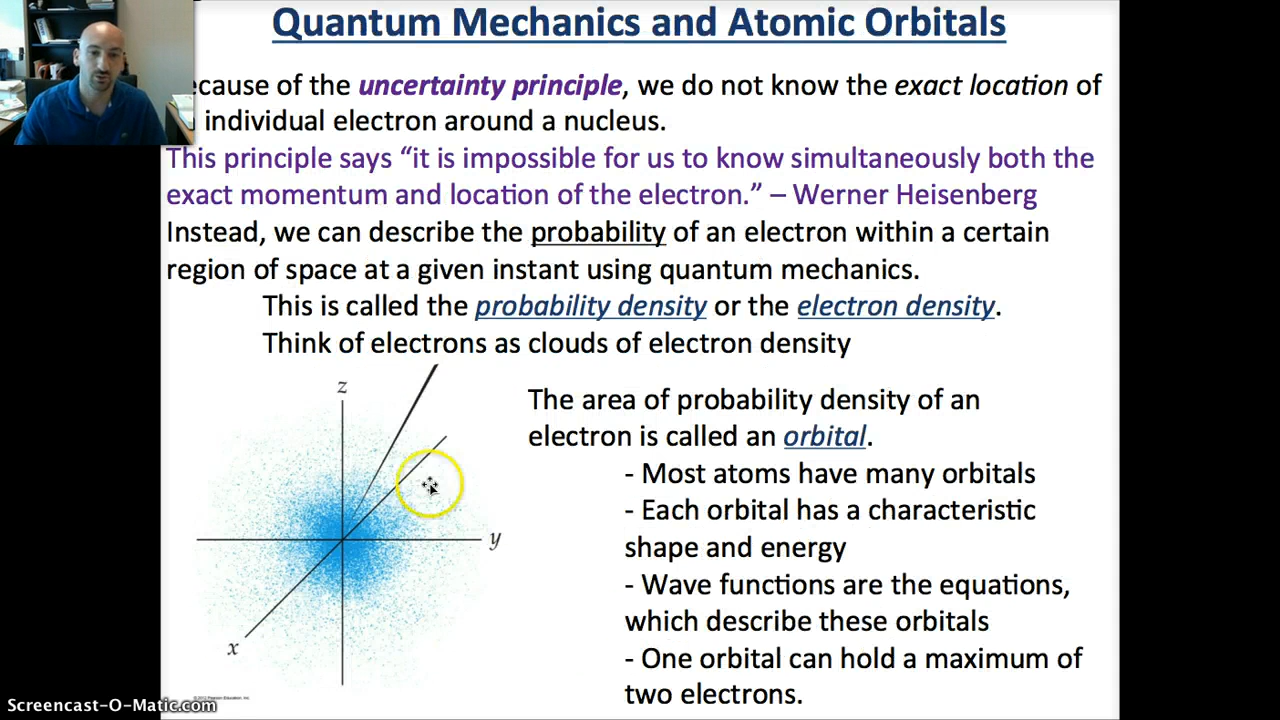 Quantum Mechanics and Atomic Orbitals
ecause of the uncertainty principle, we do not know the exact location of
individual electron around a nucleus.
This principle says “it is impossible for us to know simultaneously both the
exact momentum and location of the electron.” – Werner Heisenberg
Instead, we can describe the probability of an electron within a certain
region of space at a given instant using quantum mechanics.
This is called the probability density or the electron density.
Think of electrons as clouds of electron density
z
y
x
The area of probability density of an
electron is called an orbital.
- Most atoms have many orbitals
- Each orbital has a characteristic
shape and energy
- Wave functions are the equations,
which describe these orbitals
- One orbital can hold a maximum of
two electrons.
© 2012 Pearson Education, Inc.
Screencast-O-Matic.com